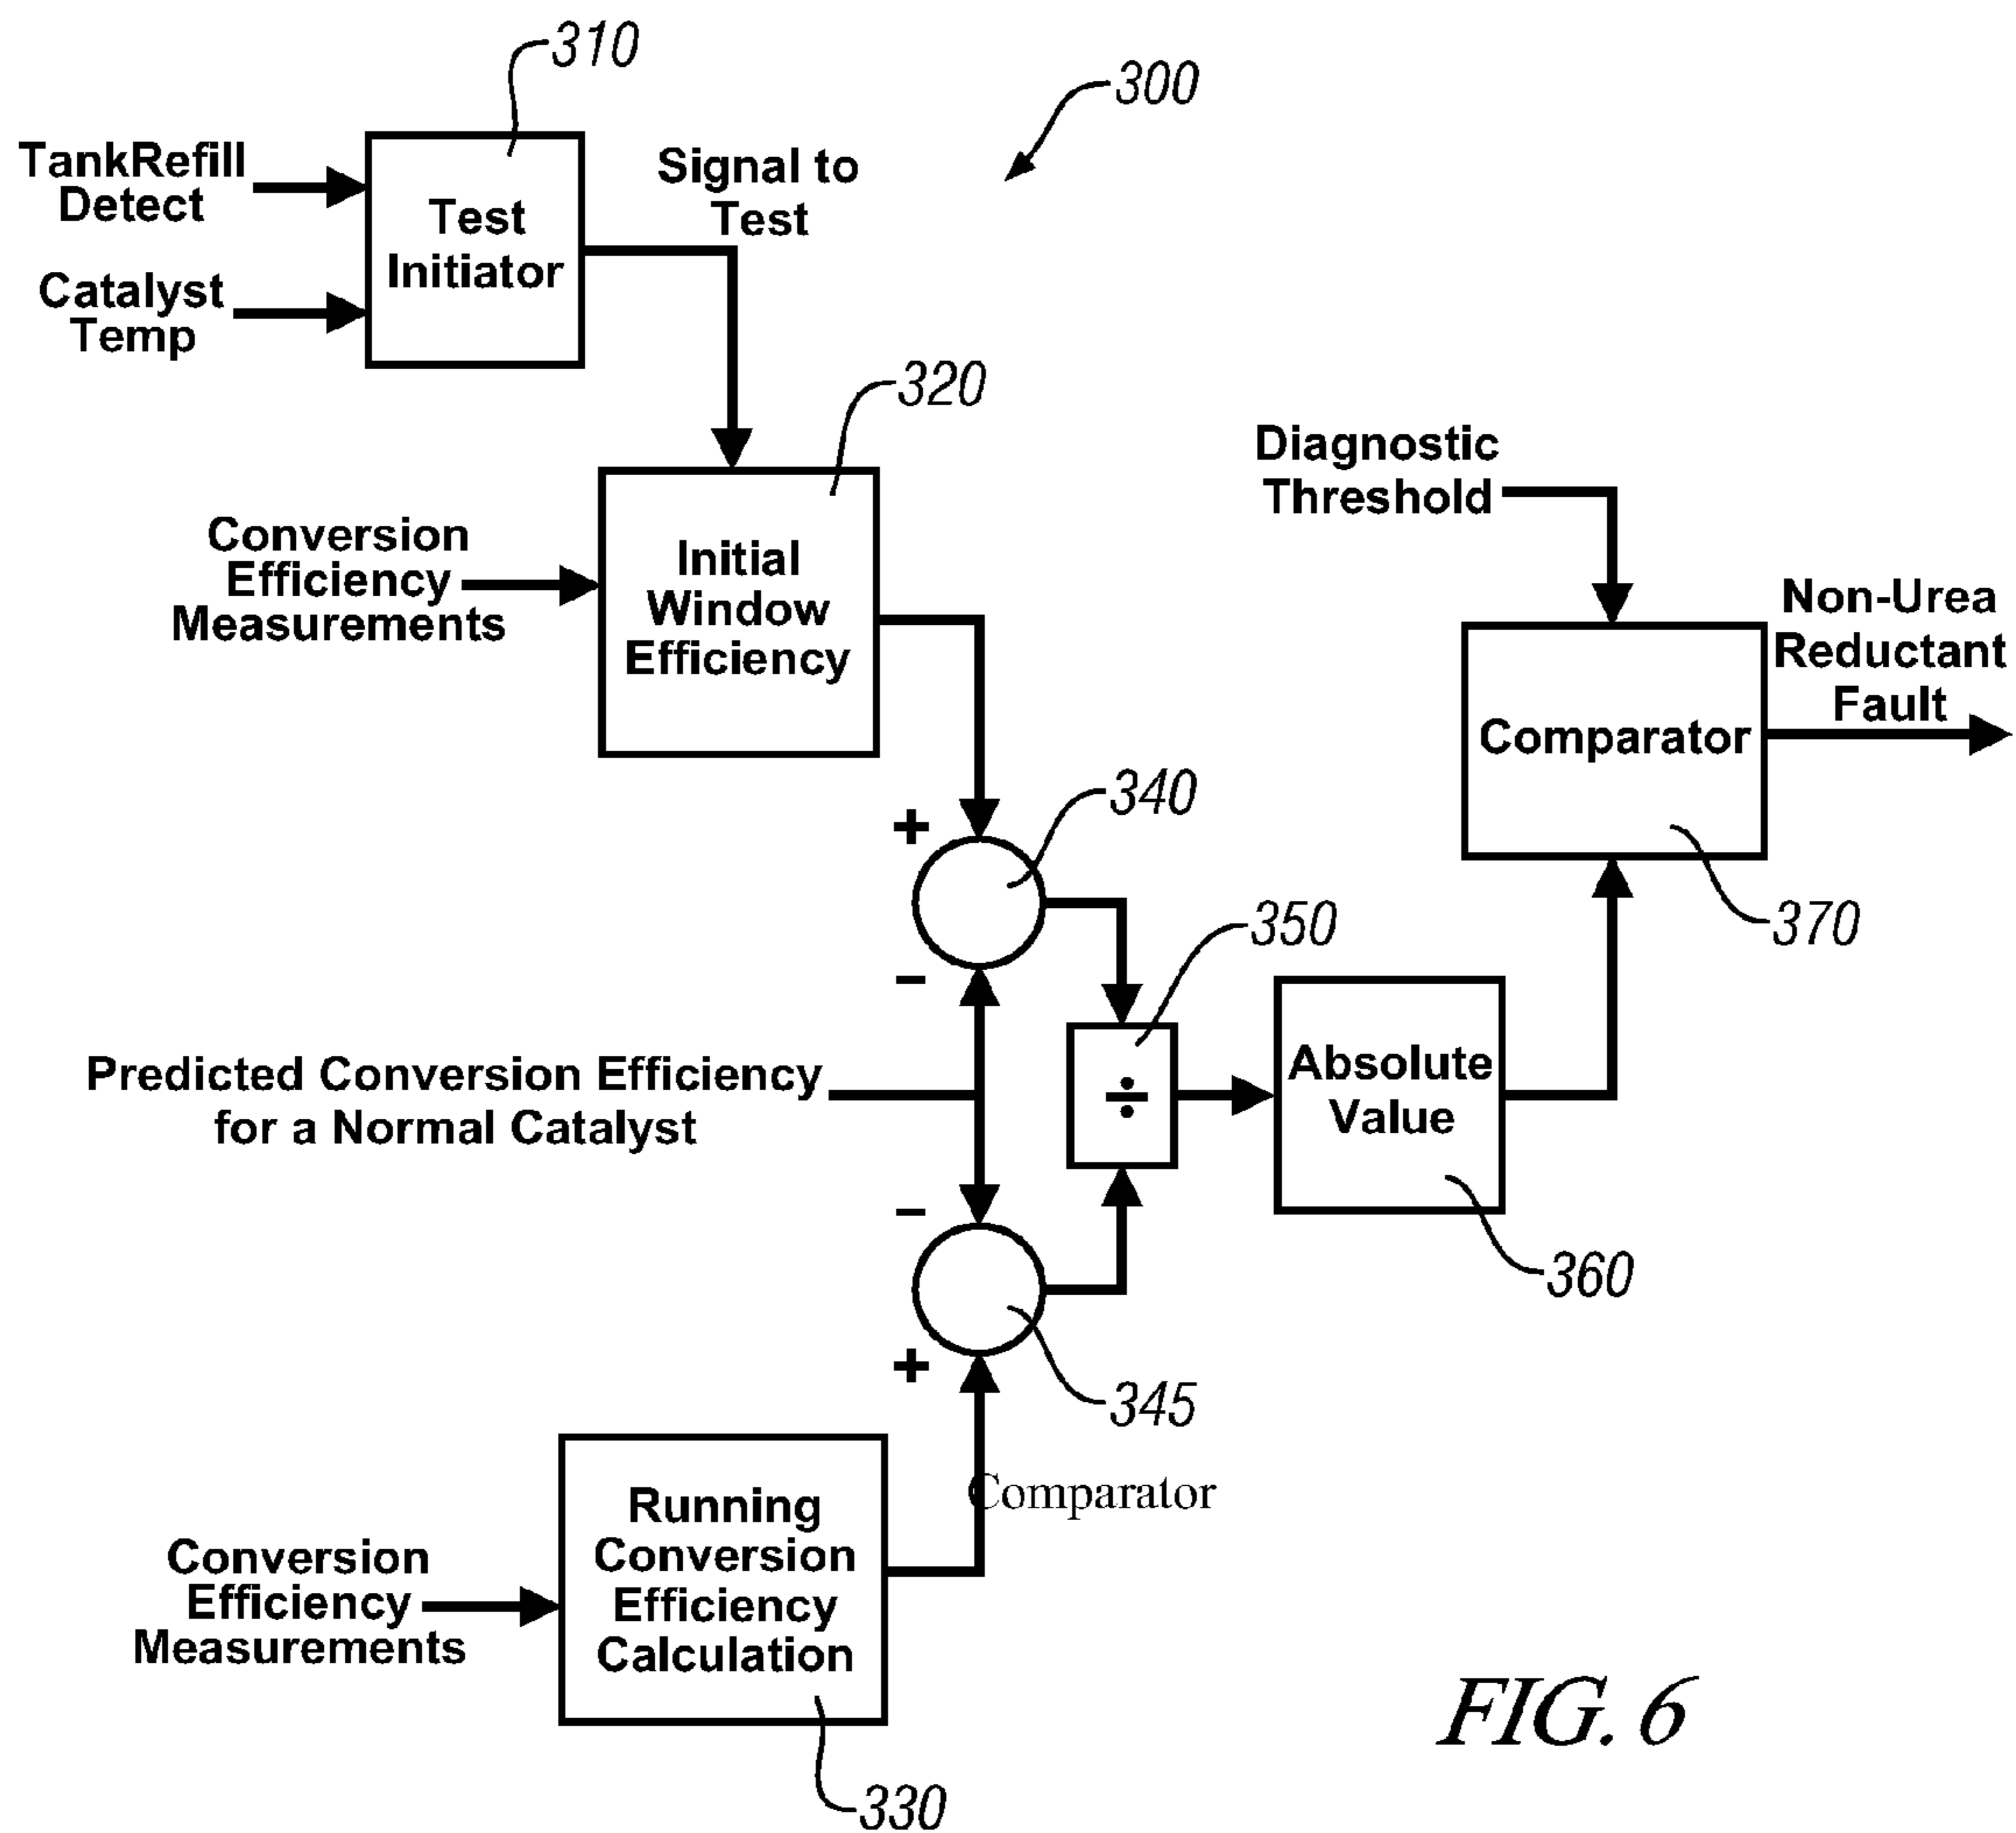 310
300
TankRefill
Detect
Test
Initiator
Signal to
Test
Catalyst
Temp
320
Conversion
Efficiency
Measurements
Initial
Window
Efficiency
Diagnostic
Threshold
Non-Urea
Reductant
Fault
Comparator
370
+
340
−
350
Predicted Conversion Efficiency
for a Normal Catalyst
÷
Absolute
Value
360
−
+
345
Comparator
Running
Conversion
Efficiency
Calculation
Conversion
Efficiency
Measurements
330
FIG. 6